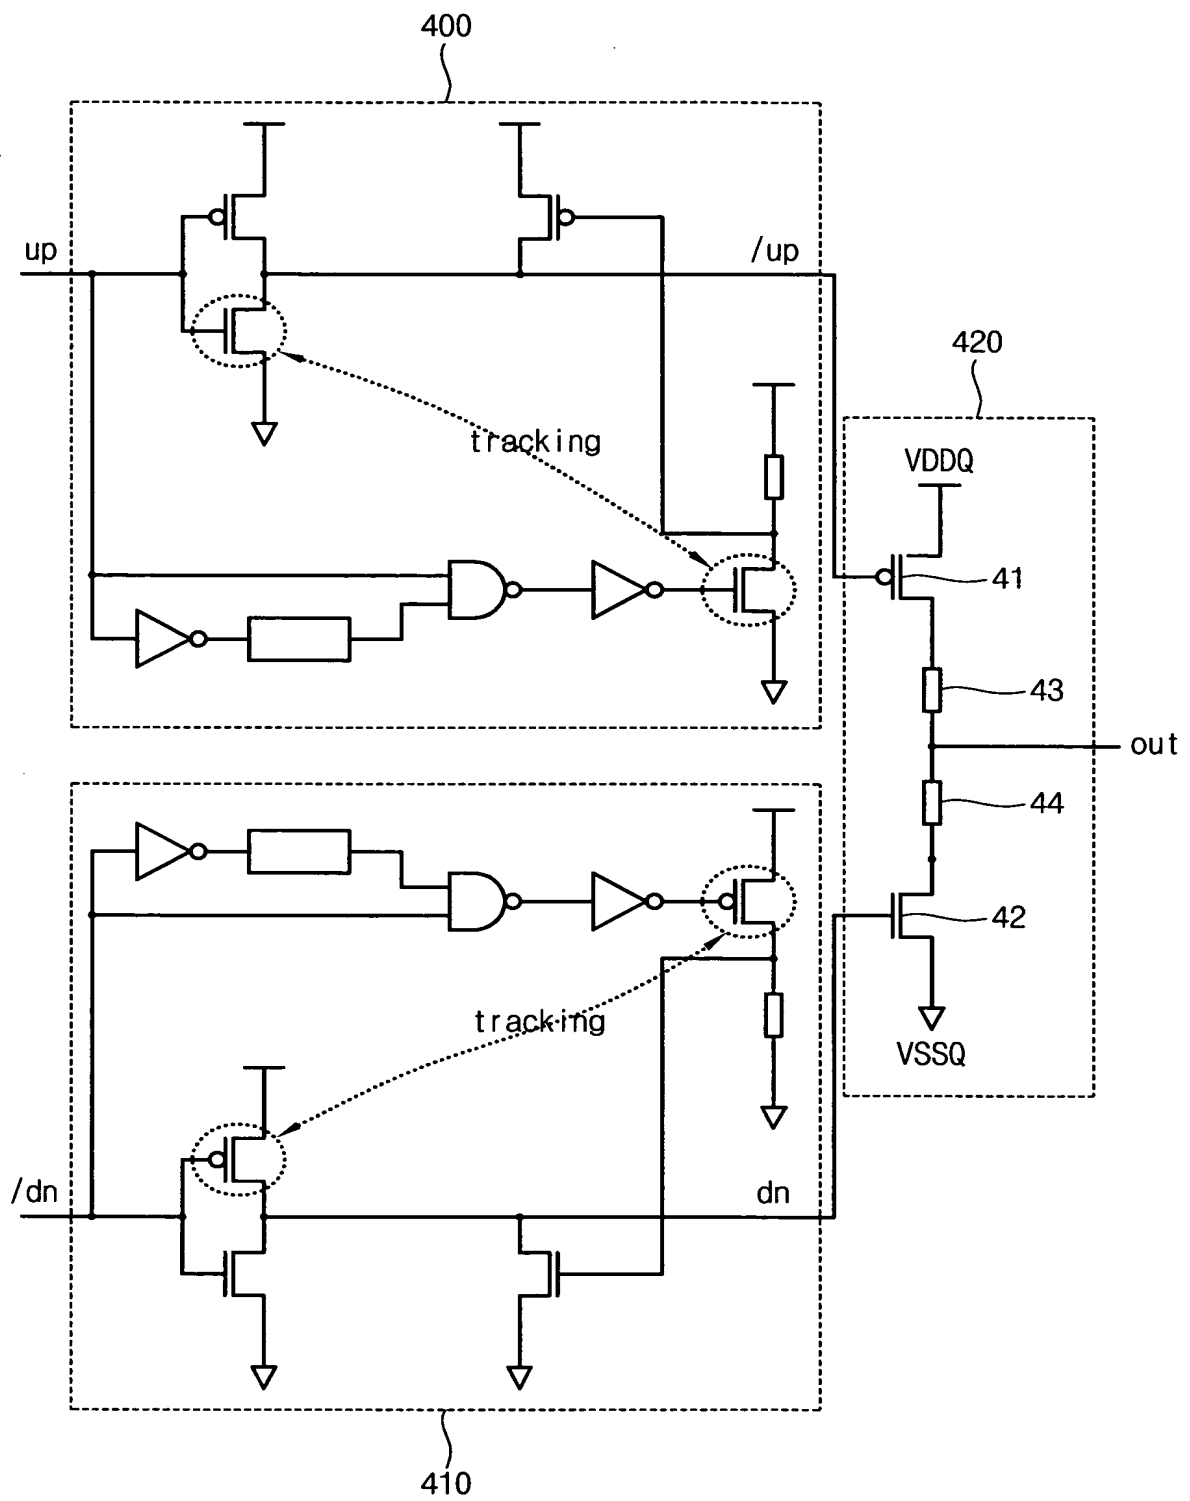 400
up
/up
tracking
420
VDDQ
41
43
out
44
42
tracking
VSSQ
/dn
dn
410